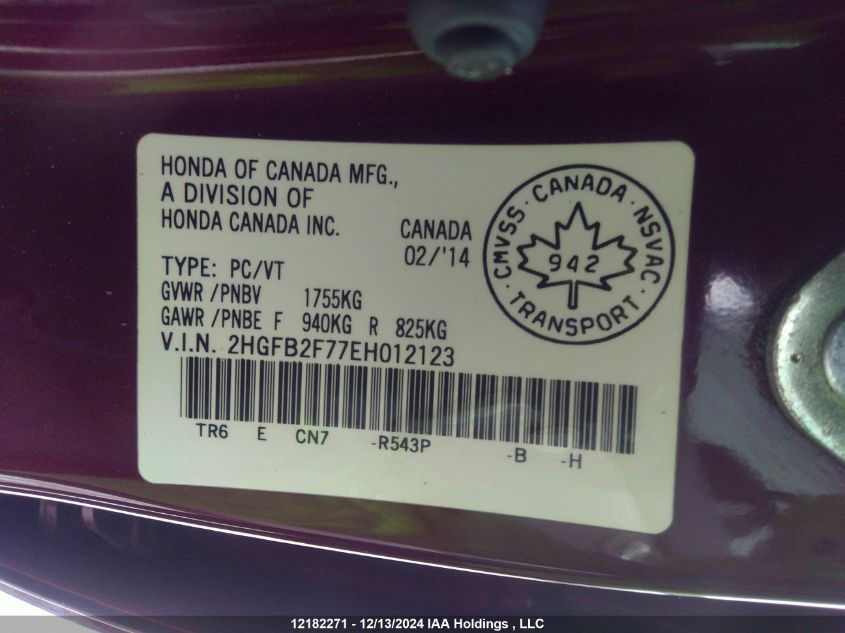 HONDA OF CANADA MFG.,
A DIVISION OF
HONDA CANADA INC.
CANADA
02/'14
TYPE: PC/VT
GVWR /PNBV 1755KG
GAWR /PNBE F 940KG R 825KG
V.I.N. 2HGFB2F77EH012123
TR6 E CN7 -R543P -B -H
CMVSS · CANADA · NSVAC · TRANSPORT ·
942
12182271 - 12/13/2024 IAA Holdings , LLC